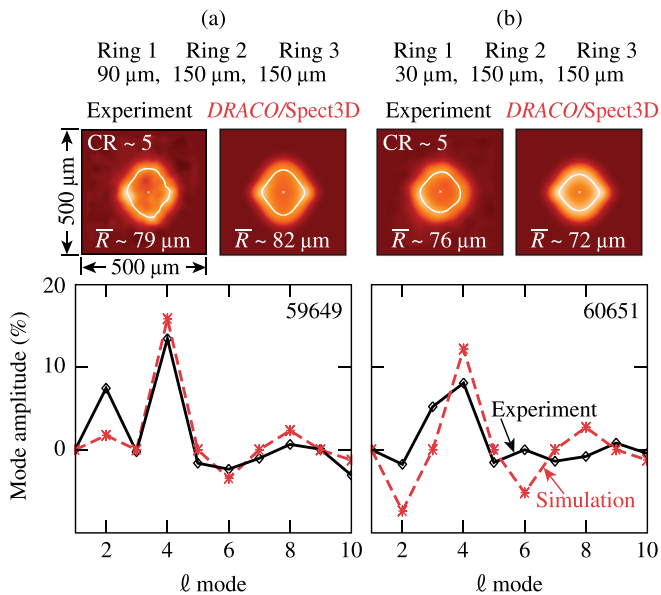 (a)
Ring 1 Ring 2 Ring 3
90 µm, 150 µm, 150 µm
Experiment DRACO/Spect3D
CR ~ 5
500 µm
R̅ ~ 79 µm
R̅ ~ 82 µm
500 µm
(b)
Ring 1 Ring 2 Ring 3
30 µm, 150 µm, 150 µm
Experiment DRACO/Spect3D
CR ~ 5
R̅ ~ 76 µm
R̅ ~ 72 µm
Mode amplitude (%)
20
10
0
59649
2 4 6 8 10
ℓ mode
60651
Experiment
Simulation
2 4 6 8 10
ℓ mode